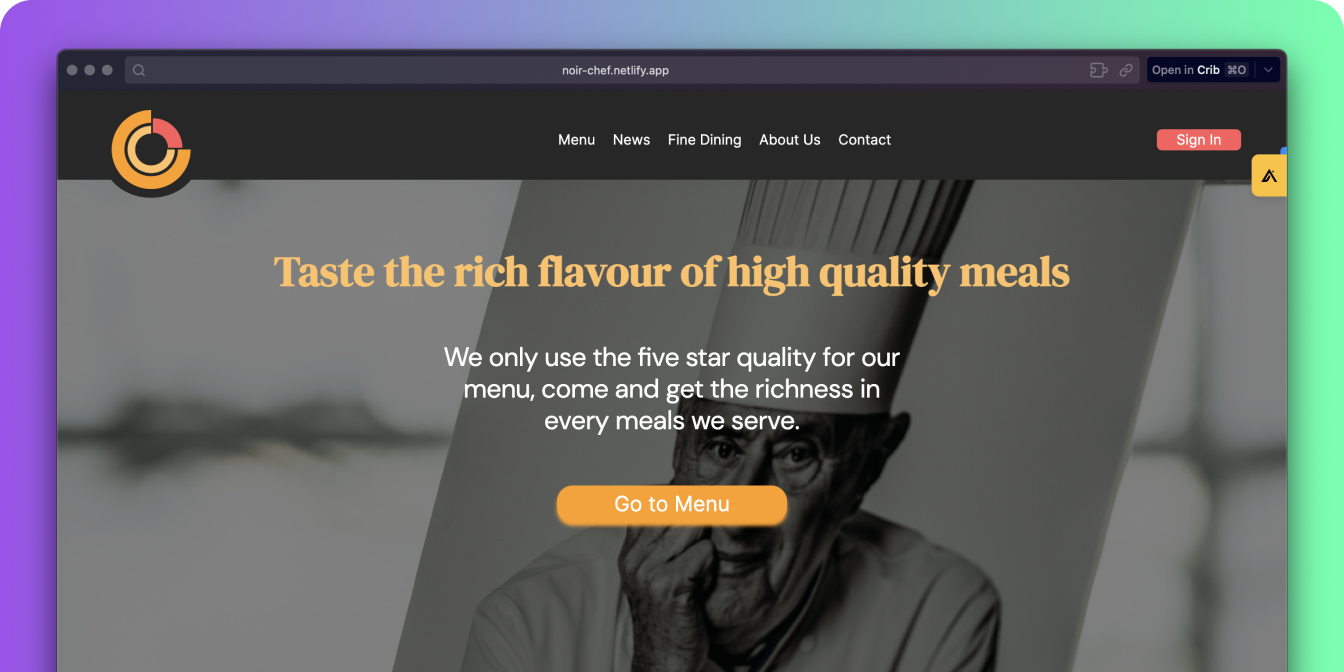 noir-chef.netlify.app
Open in Crib ⌘O
Menu News Fine Dining About Us Contact
Sign In
Taste the rich flavour of high quality meals
We only use the five star quality for our
menu, come and get the richness in
every meals we serve.
Go to Menu